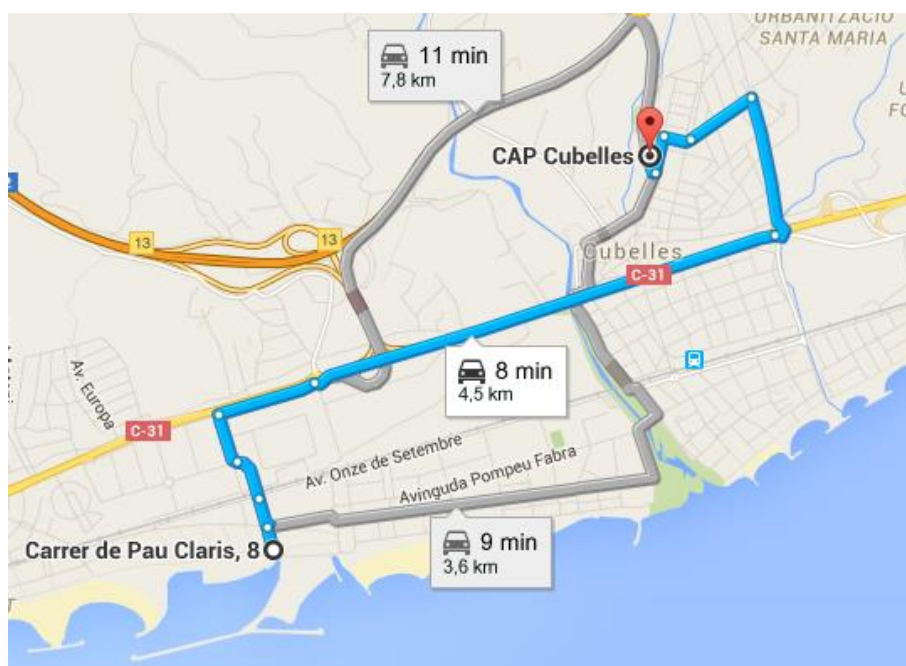 URBANITZACIÓ
SANTA MARIA
11 min
7,8 km
CAP Cubelles
13
13
Cubelles
C-31
8 min
4,5 km
Av. Europa
C-31
Av. Onze de Setembre
Avinguda Pompeu Fabra
9 min
3,6 km
Carrer de Pau Claris, 8